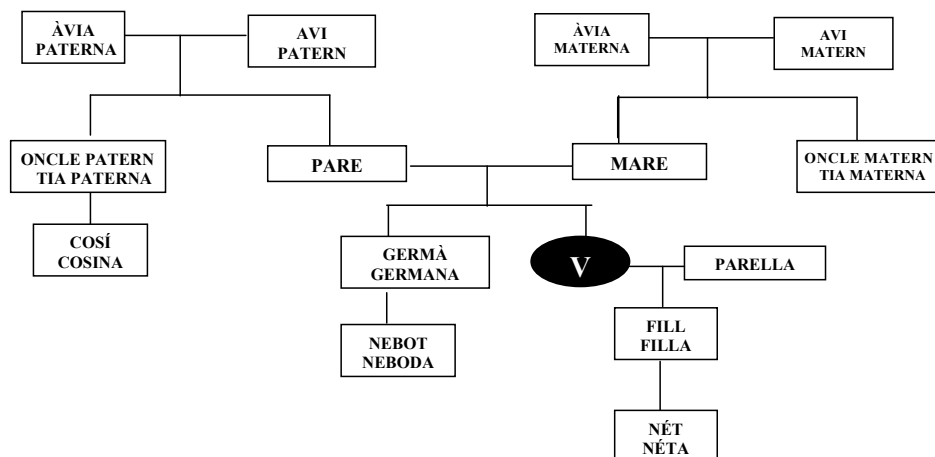 ÀVIA
PATERNA
AVI
PATERN
ÀVIA
MATERNA
AVI
MATERN
ONCLE PATERN
TIA PATERNA
PARE
MARE
ONCLE MATERN
TIA MATERNA
COSÍ
COSINA
GERMÀ
GERMANA
V
PARELLA
NEBOT
NEBODA
FILL
FILLA
NÉT
NÉTA